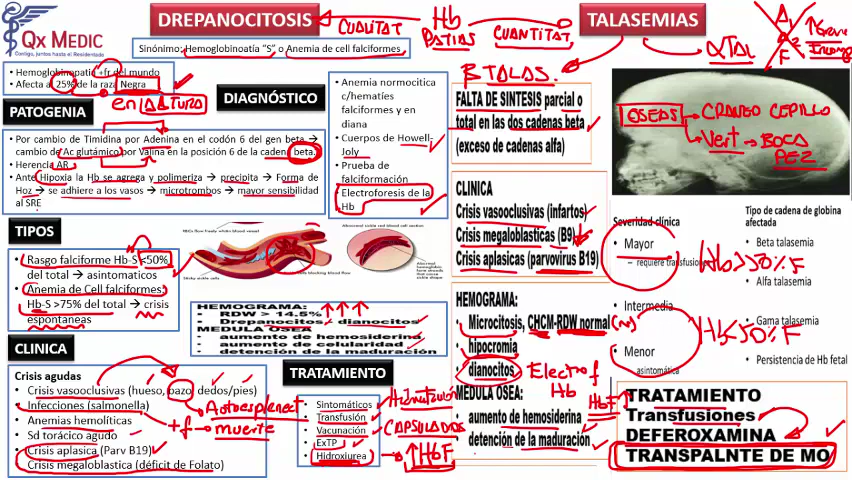 DREPANOCITOSIS
CUALITAT
Hb
PATIAS
CUANTITAT
TALASEMIAS
αTAL
A1
A2
F
Qx MEDIC
Contigo, juntos hasta el Residentado
Sinónimo: Hemoglobinoatía "S" o Anemia de cell falciformes
Hemoglobinopatía +fr del mundo
Afecta al 25% de la raza Negra
en ALTURA
PATOGENIA
Por cambio de Timidina por Adenina en el codón 6 del gen beta →
cambio de Ac glutámico por Valina en la posición 6 de la cadena beta.
Herencia AR
Ante Hipoxia la Hb se agrega y polimeriza → precipita → Forma de
Hoz → se adhiere a los vasos → microtrombos → mayor sensibilidad
al SRE
DIAGNÓSTICO
Anemia normocitica
c/hematíes
falciformes y en
diana
Cuerpos de Howell-
Joly
Prueba de
falciformación
Electroforesis de la
Hb
TIPOS
Rasgo falciforme Hb-S <50%
del total → asintomaticos
Anemia de Cell falciformes
Hb-S >75% del total → crisis
espontaneas
HEMOGRAMA:
RDW > 14.5% ↑ ↑ ↑
Drepanocitos – dianocitos
MEDULA OSEA
aumento de hemosiderina
aumento de celularidad
detención de la maduración
CLINICA
Crisis agudas
Crisis vasooclusivas (hueso, pazo, dedos/pies)
Infecciones (salmonella)
Anemias hemolíticas
Sd torácico agudo
Crisis aplasica (Parv B19)
Crisis megaloblastica (déficit de Folato)
Autoesplenect
+f → muerte
TRATAMIENTO
Sintomáticos
Transfusión
Vacunación
ExTP
Hidroxiurea
CAPSULADOS
↑HbF
B TALAS.
FALTA DE SINTESIS parcial o
total en las dos cadenas beta
(exceso de cadenas alfa)
CLINICA
Crisis vasooclusivas (infartos)
Crisis megaloblasticas (B9)
Crisis aplasicas (parvovirus B19)
HEMOGRAMA:
Microcitosis, CHCM-RDW normal (N)
hipocromia
dianocitos
Electrof
Hb
HbF↑
MEDULA OSEA:
aumento de hemosiderina
detención de la maduración
OSEAS
CRANEO CEPILLO
Vert → BOCA
PEZ
Severidad clínica
Mayor
requiere transfusiones
Intermedia
Menor
asintomática
Hb>50% F
Hb<50% F
Tipo de cadena de globina
afectada
Beta talasemia
Alfa talasemia
Gama talasemia
Persistencia de Hb fetal
TRATAMIENTO
Transfusiones
DEFEROXAMINA
TRANSPALNTE DE MO